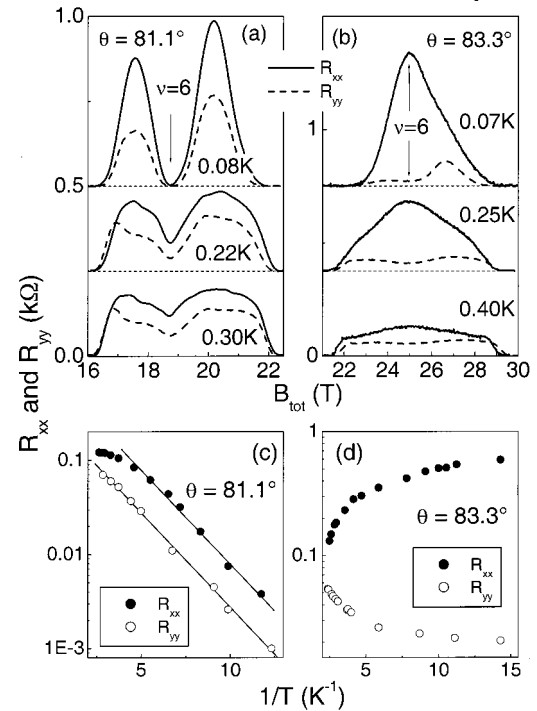 1.0
θ = 81.1°
(a)
ν=6
0.08K
0.5
0.22K
0.30K
0.0
16 18 20 22
(b)
θ = 83.3°
R_xx
R_yy
ν=6
0.07K
1
0.25K
0.40K
0
22 24 26 28 30
B_tot (T)
R_xx and R_yy (kΩ)
(c)
θ = 81.1°
0.1
0.01
1E-3
R_xx
R_yy
5 10
(d)
1
θ = 83.3°
0.1
R_xx
R_yy
5 10 15
1/T (K⁻¹)